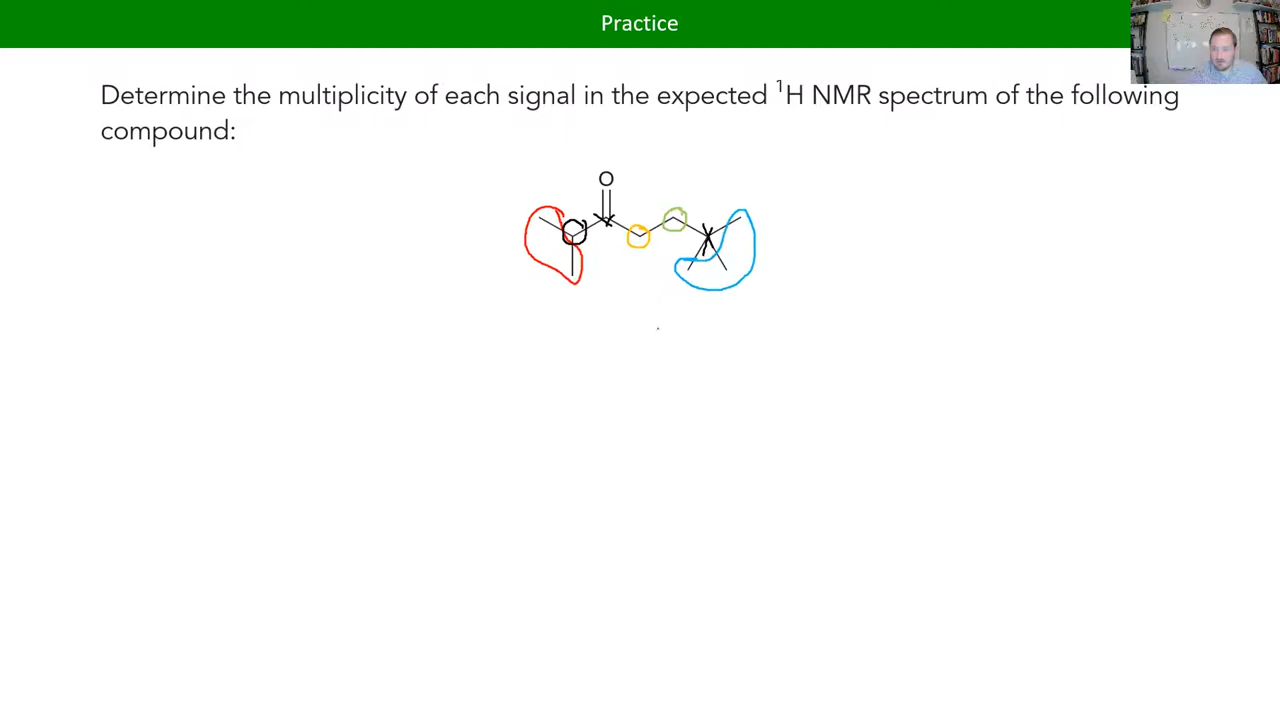 Practice
Determine the multiplicity of each signal in the expected ¹H NMR spectrum of the following
compound:
O